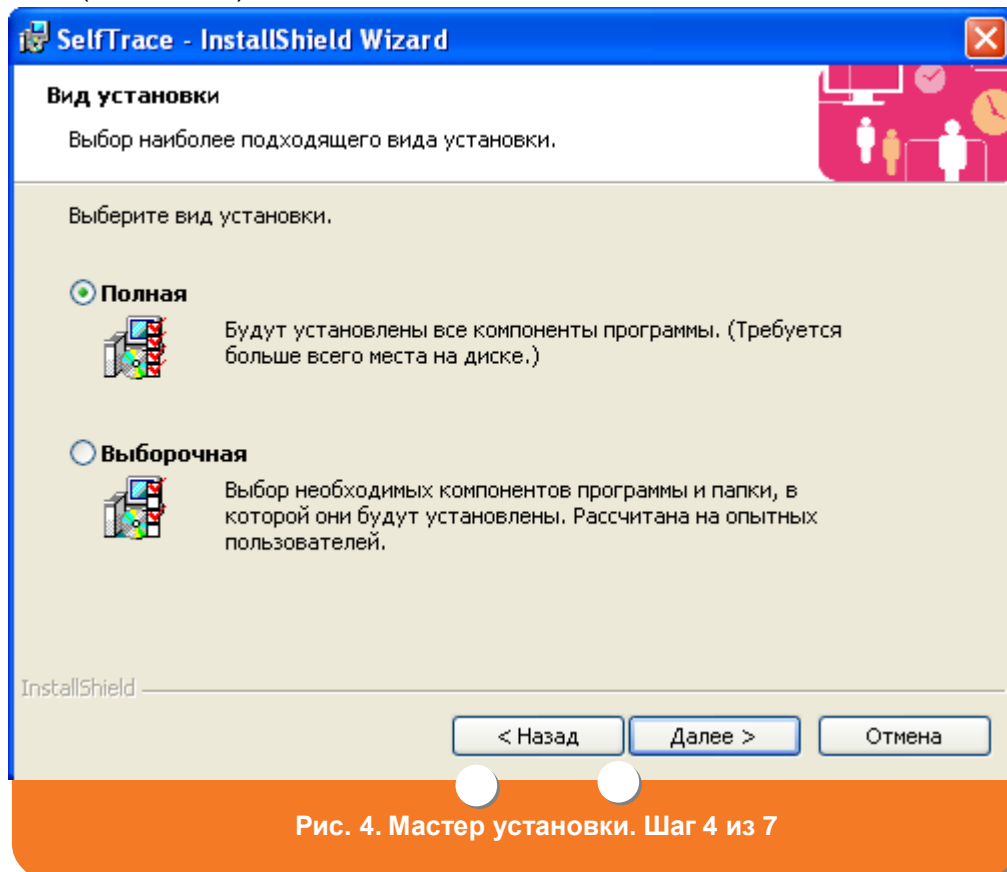 SelfTrace - InstallShield Wizard
Вид установки
Выбор наиболее подходящего вида установки.
Выберите вид установки.
Полная
Будут установлены все компоненты программы. (Требуется
больше всего места на диске.)
Выборочная
Выбор необходимых компонентов программы и папки, в
которой они будут установлены. Рассчитана на опытных
пользователей.
InstallShield
< Назад
Далее >
Отмена
Рис. 4. Мастер установки. Шаг 4 из 7